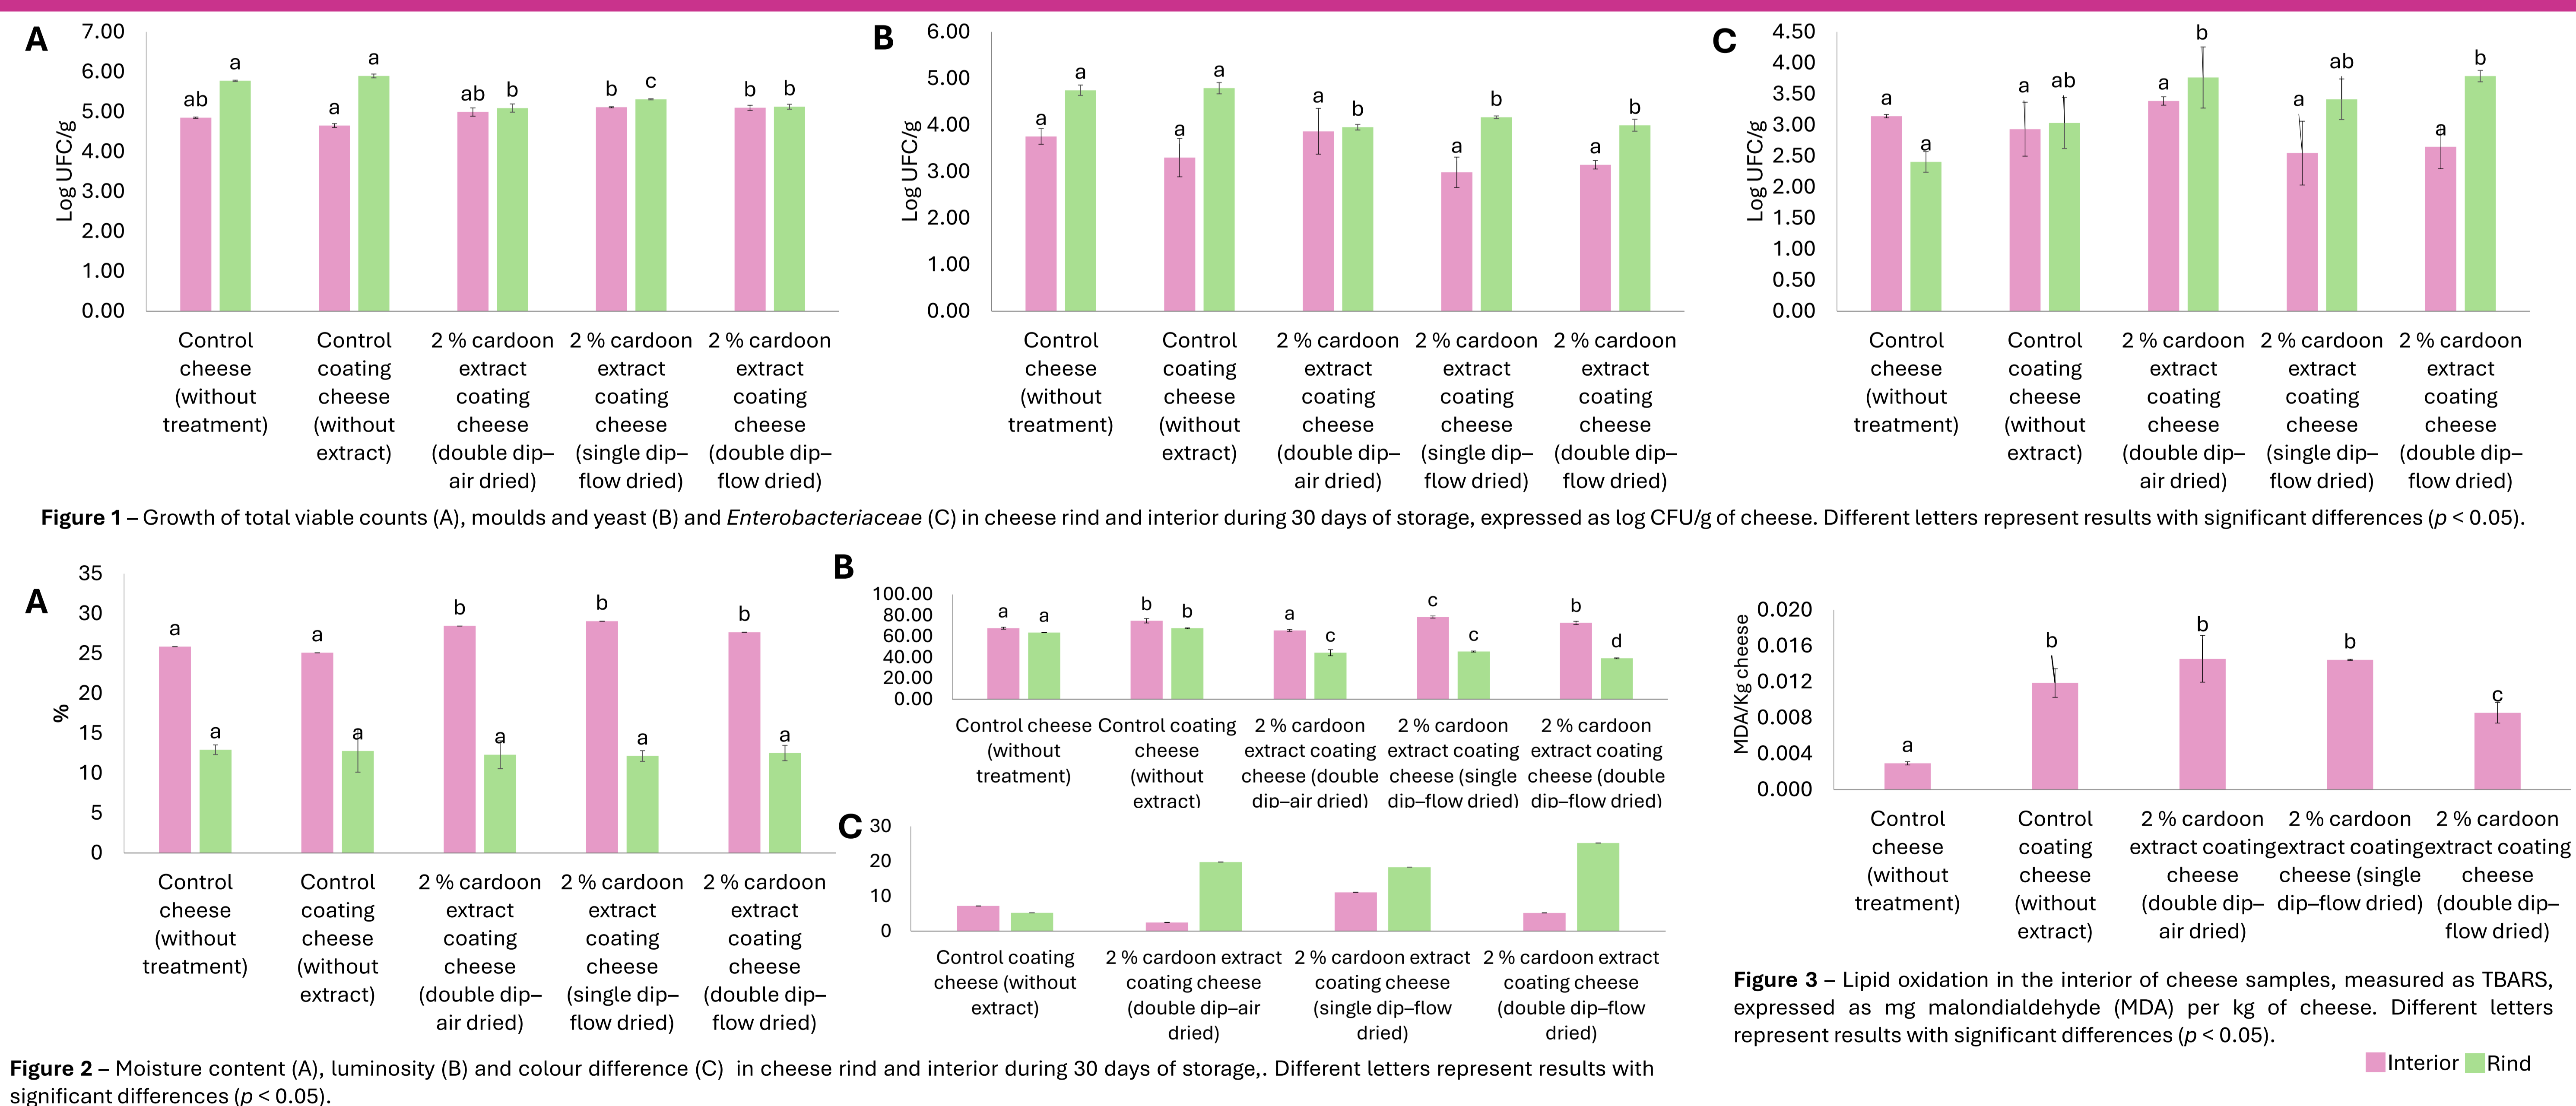 A
7.00
6.00
5.00
4.00
3.00
2.00
1.00
0.00
Log UFC/g
ab a a a ab b b c b b
Control cheese (without treatment)
Control coating cheese (without extract)
2 % cardoon extract coating cheese (double dip–air dried)
2 % cardoon extract coating cheese (single dip–flow dried)
2 % cardoon extract coating cheese (double dip–flow dried)
B
6.00
5.00
4.00
3.00
2.00
1.00
0.00
Log UFC/g
a a a a a b a b a b
Control cheese (without treatment)
Control coating cheese (without extract)
2 % cardoon extract coating cheese (double dip–air dried)
2 % cardoon extract coating cheese (single dip–flow dried)
2 % cardoon extract coating cheese (double dip–flow dried)
C
4.50
4.00
3.50
3.00
2.50
2.00
1.50
1.00
0.50
0.00
Log UFC/g
a a a ab a b a ab a b
Control cheese (without treatment)
Control coating cheese (without extract)
2 % cardoon extract coating cheese (double dip–air dried)
2 % cardoon extract coating cheese (single dip–flow dried)
2 % cardoon extract coating cheese (double dip–flow dried)
Figure 1 – Growth of total viable counts (A), moulds and yeast (B) and Enterobacteriaceae (C) in cheese rind and interior during 30 days of storage, expressed as log CFU/g of cheese. Different letters represent results with significant differences (p < 0.05).
A
35
30
25
20
15
10
5
0
%
a a a a b a b a b a
Control cheese (without treatment)
Control coating cheese (without extract)
2 % cardoon extract coating cheese (double dip–air dried)
2 % cardoon extract coating cheese (single dip–flow dried)
2 % cardoon extract coating cheese (double dip–flow dried)
B
100.00
80.00
60.00
40.00
20.00
0.00
a a b b a c c c b d
Control cheese (without treatment)
Control coating cheese (without extract)
2 % cardoon extract coating cheese (double dip–air dried)
2 % cardoon extract coating cheese (single dip–flow dried)
2 % cardoon extract coating cheese (double dip–flow dried)
C
30
20
10
0
Control coating cheese (without extract)
2 % cardoon extract coating cheese (double dip–air dried)
2 % cardoon extract coating cheese (single dip–flow dried)
2 % cardoon extract coating cheese (double dip–flow dried)
Figure 2 – Moisture content (A), luminosity (B) and colour difference (C) in cheese rind and interior during 30 days of storage,. Different letters represent results with
significant differences (p < 0.05).
0.020
0.016
0.012
0.008
0.004
0.000
MDA/Kg cheese
a b b b c
Control cheese (without treatment)
Control coating cheese (without extract)
2 % cardoon extract coating cheese (double dip–air dried)
2 % cardoon extract coating cheese (single dip–flow dried)
2 % cardoon extract coating cheese (double dip–flow dried)
Figure 3 – Lipid oxidation in the interior of cheese samples, measured as TBARS,
expressed as mg malondialdehyde (MDA) per kg of cheese. Different letters
represent results with significant differences (p < 0.05).
Interior Rind